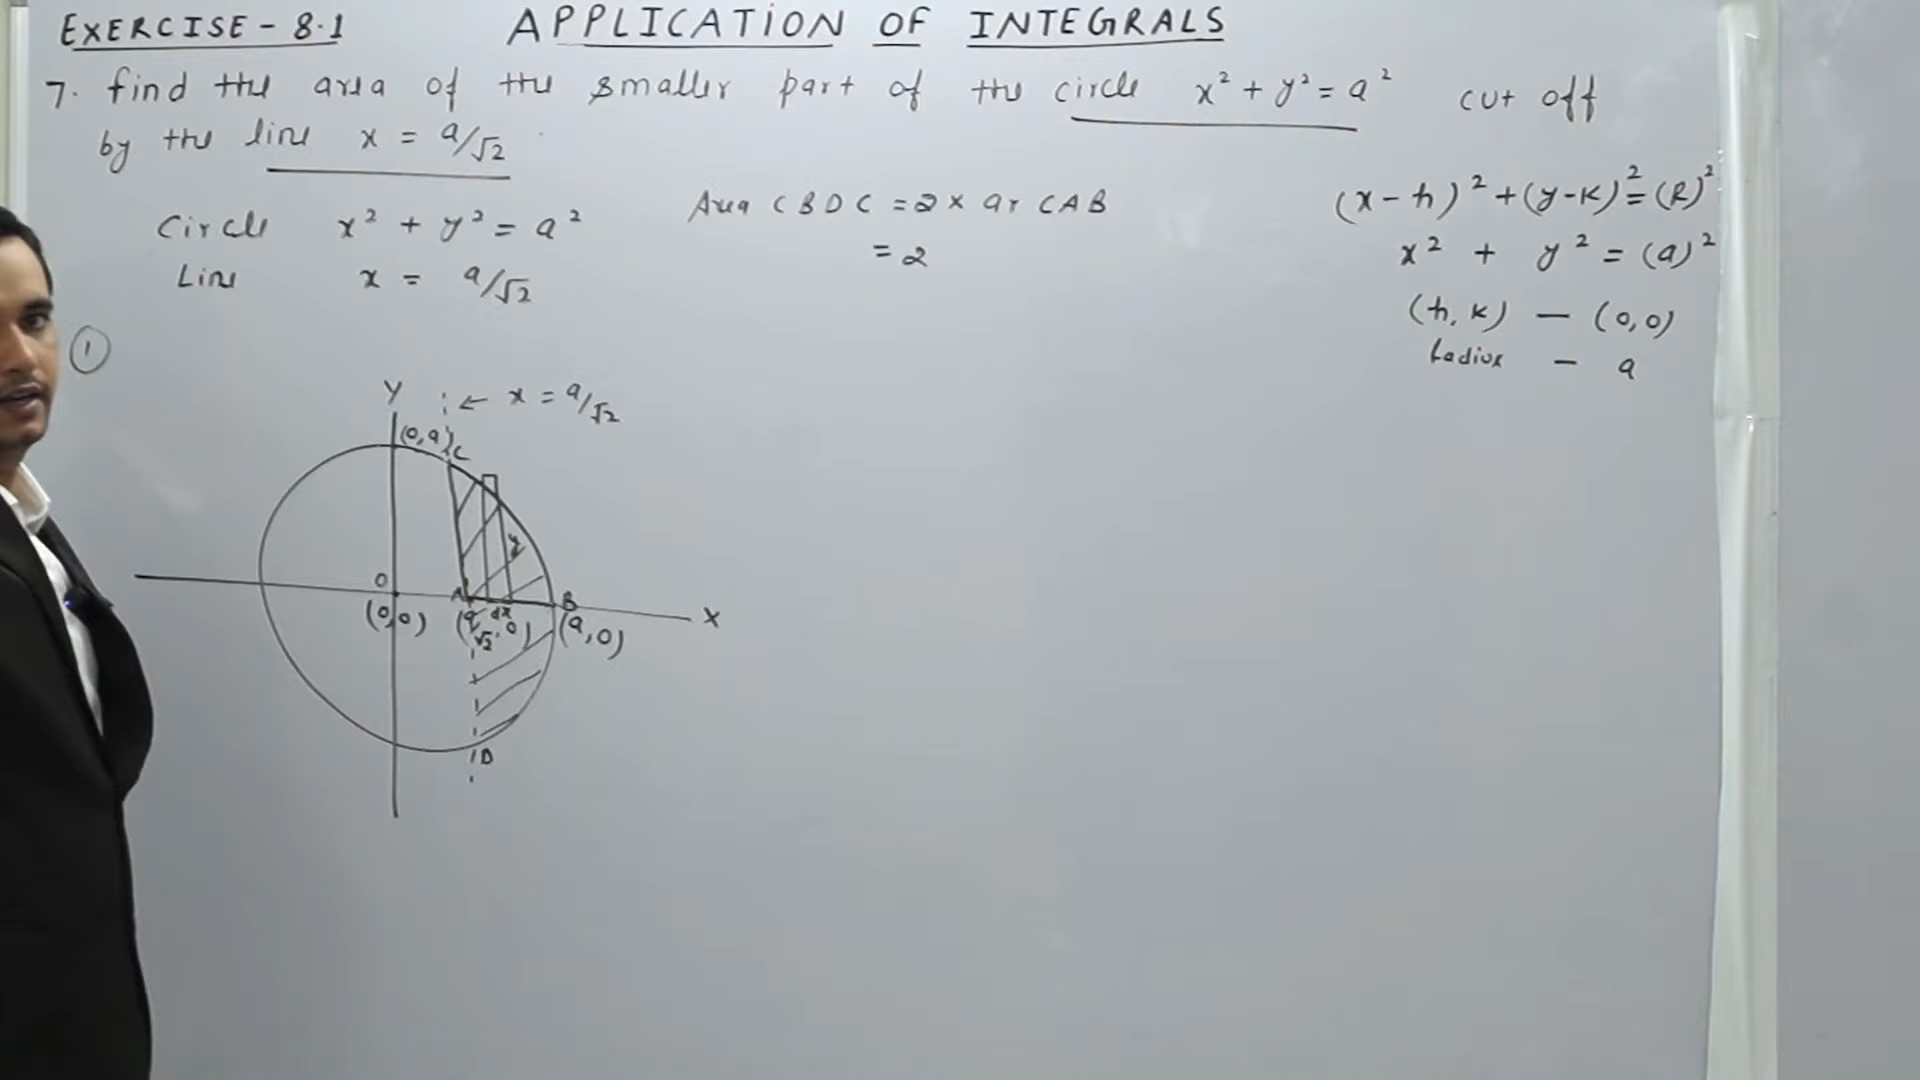 EXERCISE - 8.1
APPLICATION OF INTEGRALS
7. find the area of the smaller part of the circle x² + y² = a² cut off
by the line x = a/√2
Circle x² + y² = a²
Line x = a/√2
Area CBDC = 2 × ar CAB
= 2
(x-h)² + (y-k)² = (R)²
x² + y² = (a)²
(h, k) — (0,0)
Radius — a
1
Y
← x = a/√2
(0,a)
C
y
O
A
dx
B
X
(0,0)
(a/√2, 0)
(a,0)
D